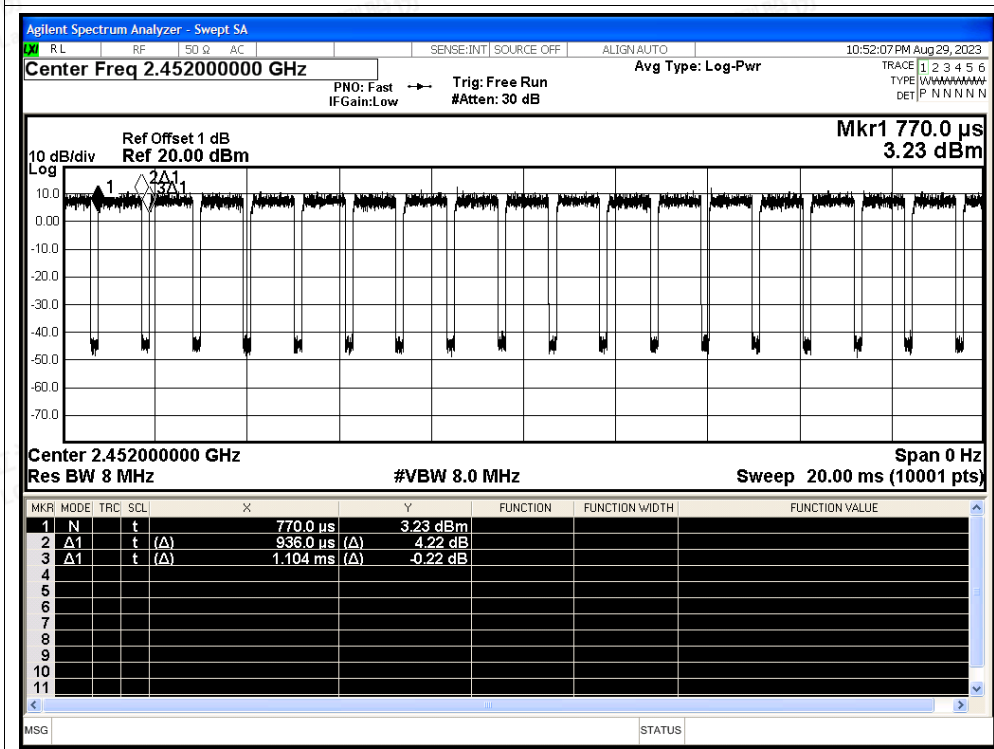 Agilent Spectrum Analyzer - Swept SA
LXI RL RF 50 Ω AC SENSE:INT SOURCE OFF ALIGN AUTO 10:52:07 PM Aug 29, 2023
Center Freq 2.452000000 GHz
PNO: Fast
IFGain:Low
Trig: Free Run
#Atten: 30 dB
Avg Type: Log-Pwr
TRACE 1 2 3 4 5 6
TYPE
DET P N N N N N
Mkr1 770.0 µs
3.23 dBm
Ref Offset 1 dB
10 dB/div Ref 20.00 dBm
Log
1 2Δ1
3Δ1
10.0
0.00
-10.0
-20.0
-30.0
-40.0
-50.0
-60.0
-70.0
Center 2.452000000 GHz Span 0 Hz
Res BW 8 MHz #VBW 8.0 MHz Sweep 20.00 ms (10001 pts)
MKR MODE TRC SCL X Y FUNCTION FUNCTION WIDTH FUNCTION VALUE
1 N t 770.0 µs 3.23 dBm
2 Δ1 t (Δ) 936.0 µs (Δ) 4.22 dB
3 Δ1 t (Δ) 1.104 ms (Δ) -0.22 dB
4
5
6
7
8
9
10
11
MSG STATUS